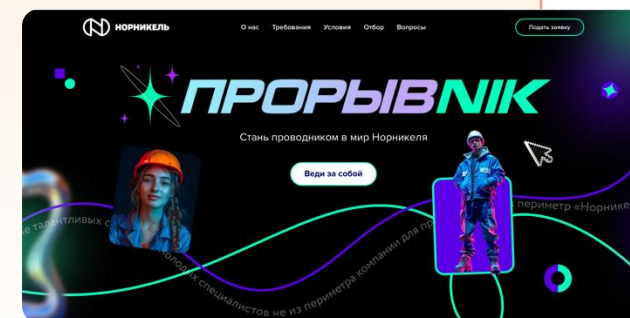 НОРНИКЕЛЬ
О нас Требования Условия Отбор Вопросы
Подать заявку
ПРОРЫВNIK
Стань проводником в мир Норникеля
Веди за собой
талантливых с
молодых специалистов не из периметра компании для пр
периметр «Норнике